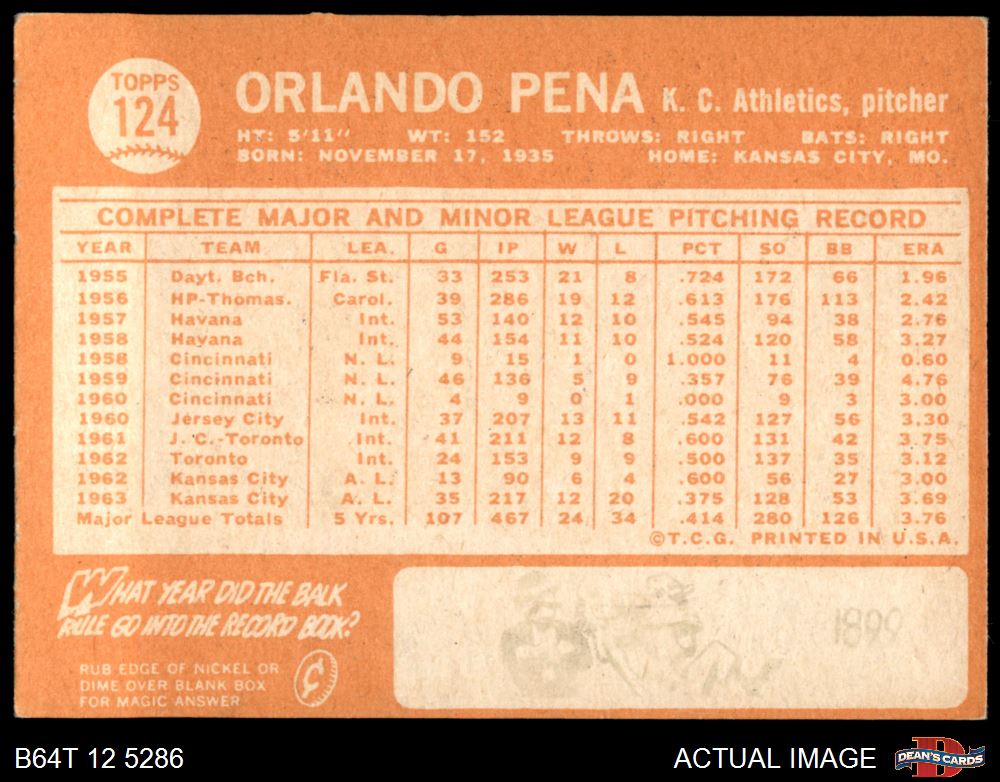 TOPPS
124
ORLANDO PENA K. C. Athletics, pitcher
HT: 5'11" WT: 152 THROWS: RIGHT BATS: RIGHT
BORN: NOVEMBER 17, 1935 HOME: KANSAS CITY, MO.
COMPLETE MAJOR AND MINOR LEAGUE PITCHING RECORD
YEAR TEAM LEA. G IP W L PCT SO BB ERA
1955 Dayt. Bch. Fla. St. 33 253 21 8 .724 172 66 1.96
1956 HP-Thomas. Carol. 39 286 19 12 .613 176 113 2.42
1957 Havana Int. 53 140 12 10 .545 94 38 2.76
1958 Havana Int. 44 154 11 10 .524 120 58 3.27
1958 Cincinnati N. L. 9 15 1 0 1.000 11 4 0.60
1959 Cincinnati N. L. 46 136 5 9 .357 76 39 4.76
1960 Cincinnati N. L. 4 9 0 1 .000 9 3 3.00
1960 Jersey City Int. 37 207 13 11 .542 127 56 3.30
1961 J. C.-Toronto Int. 41 211 12 8 .600 131 42 3.75
1962 Toronto Int. 24 153 9 9 .500 137 35 3.12
1962 Kansas City A. L. 13 90 6 4 .600 56 27 3.00
1963 Kansas City A. L. 35 217 12 20 .375 128 53 3.69
Major League Totals 5 Yrs. 107 467 24 34 .414 280 126 3.76
©T.C.G. PRINTED IN U.S.A.
WHAT YEAR DID THE BALK
RULE GO INTO THE RECORD BOOK?
RUB EDGE OF NICKEL OR
DIME OVER BLANK BOX
FOR MAGIC ANSWER
¢
1899
B64T 12 5286 ACTUAL IMAGE
DEAN'S CARDS